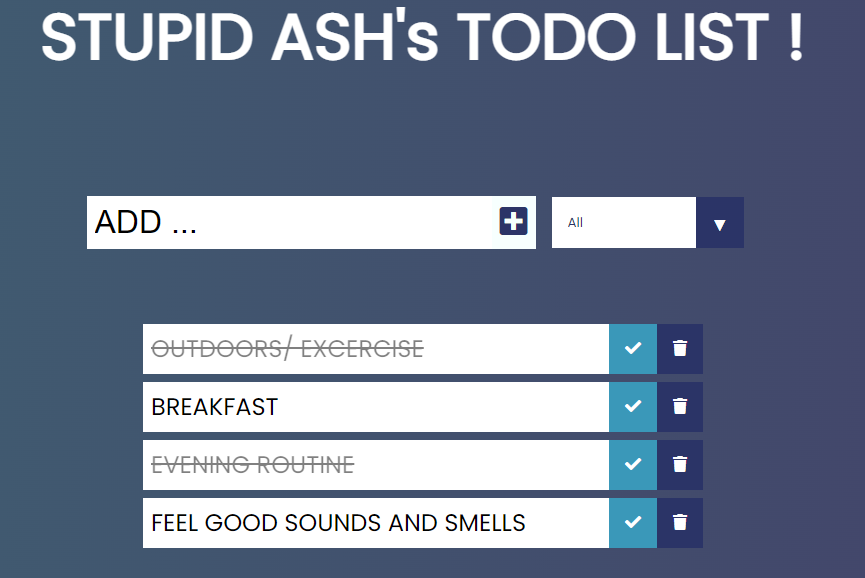 STUPID ASH's TODO LIST !
ADD ...
All
OUTDOORS/ EXCERCISE
BREAKFAST
EVENING ROUTINE
FEEL GOOD SOUNDS AND SMELLS